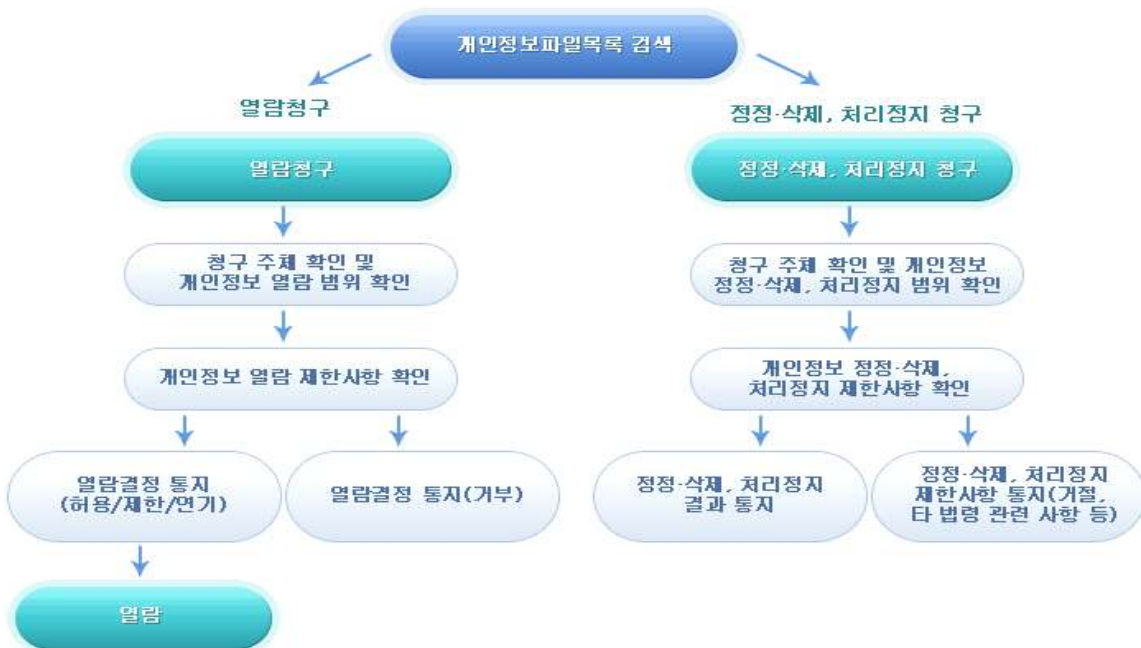 개인정보파일목록 검색
열람청구
정정·삭제, 처리정지 청구
열람청구
정정·삭제, 처리정지 청구
청구 주체 확인 및
개인정보 열람 범위 확인
청구 주체 확인 및 개인정보
정정·삭제, 처리정지 범위 확인
개인정보 열람 제한사항 확인
개인정보 정정·삭제,
처리정지 제한사항 확인
열람결정 통지
(허용/제한/연기)
열람결정 통지(거부)
정정·삭제, 처리정지
결과 통지
정정·삭제, 처리정지
제한사항 통지(거절,
타 법령 관련 사항 등)
열람